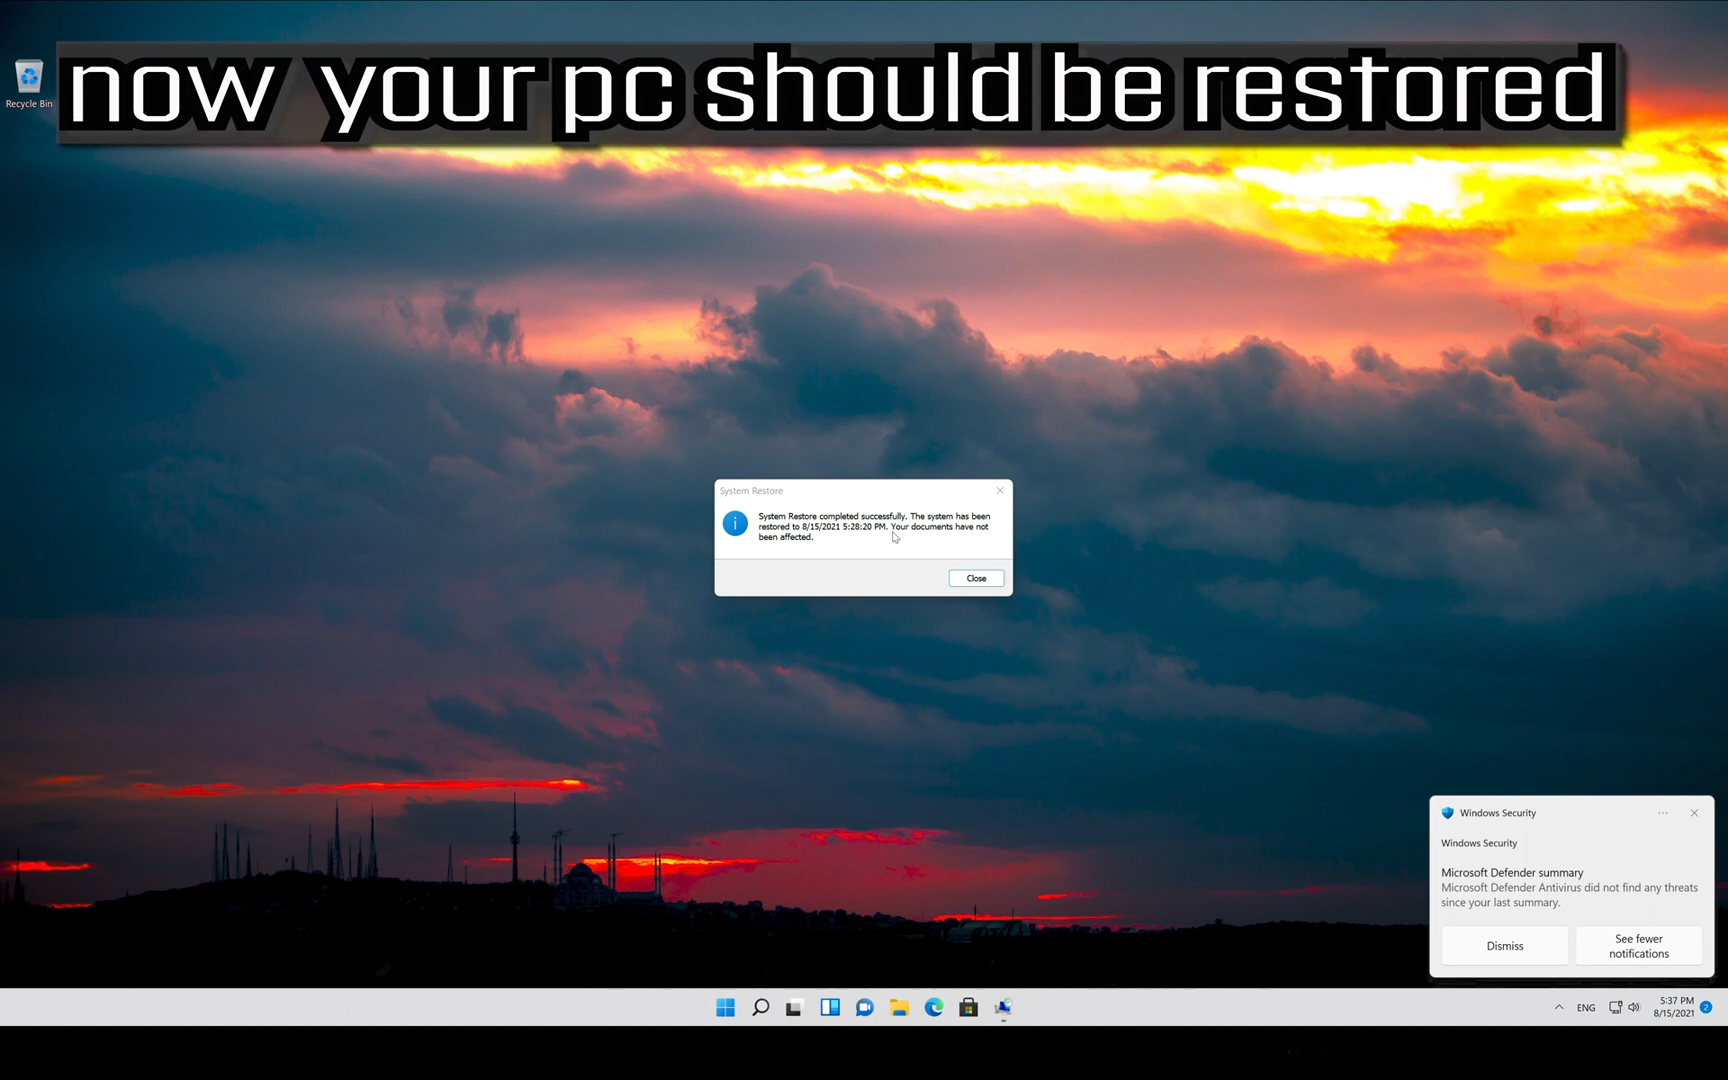 now your pc should be restored
Recycle Bin
System Restore
System Restore completed successfully. The system has been
restored to 8/15/2021 5:28:20 PM. Your documents have not
been affected.
Close
Windows Security
Windows Security
Microsoft Defender summary
Microsoft Defender Antivirus did not find any threats
since your last summary.
Dismiss
See fewer
notifications
ENG
5:37 PM
8/15/2021
2